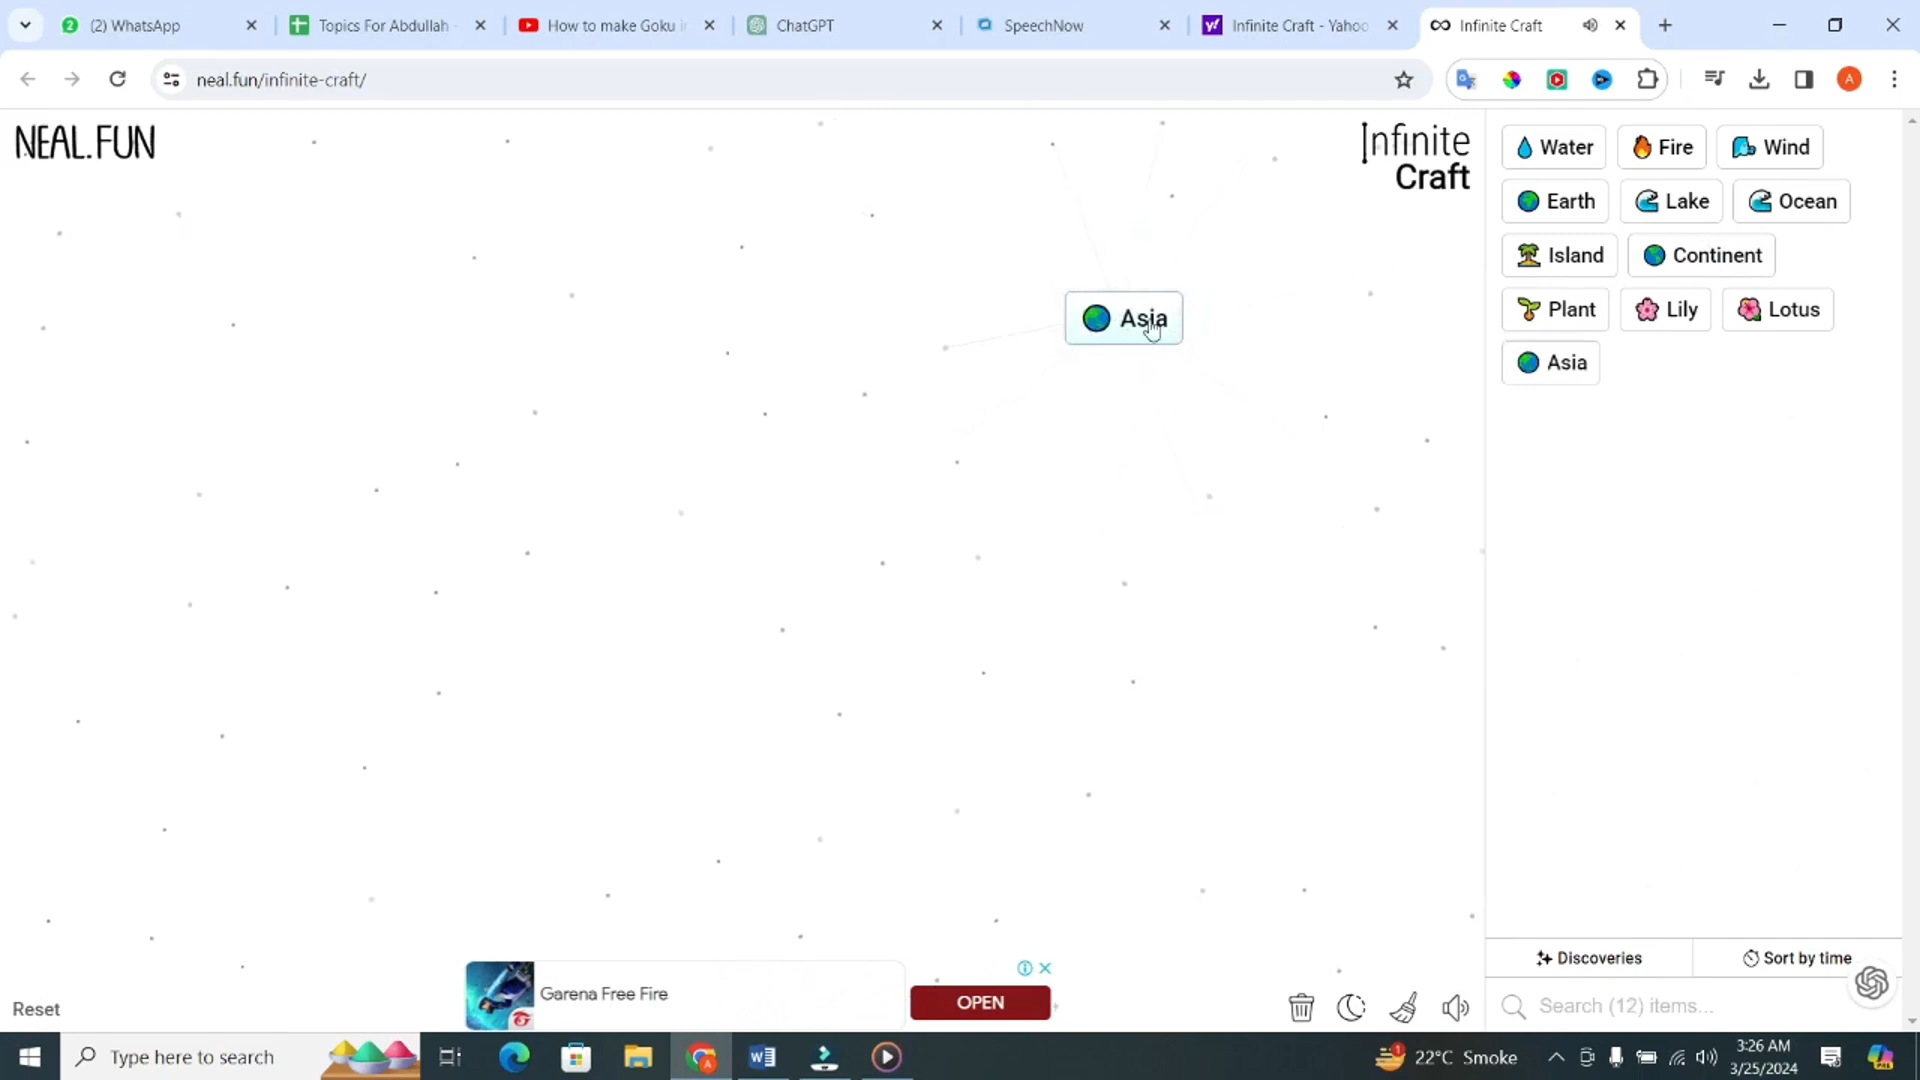 (2) WhatsApp
Topics For Abdullah -
How to make Goku i
ChatGPT
SpeechNow
Infinite Craft - Yahoo
Infinite Craft
neal.fun/infinite-craft/
NEAL.FUN
Infinite
Craft
Asia
Water
Fire
Wind
Earth
Lake
Ocean
Island
Continent
Plant
Lily
Lotus
Asia
Discoveries
Sort by time
Search (12) items...
Reset
Garena Free Fire
OPEN
Type here to search
22°C Smoke
3:26 AM
3/25/2024